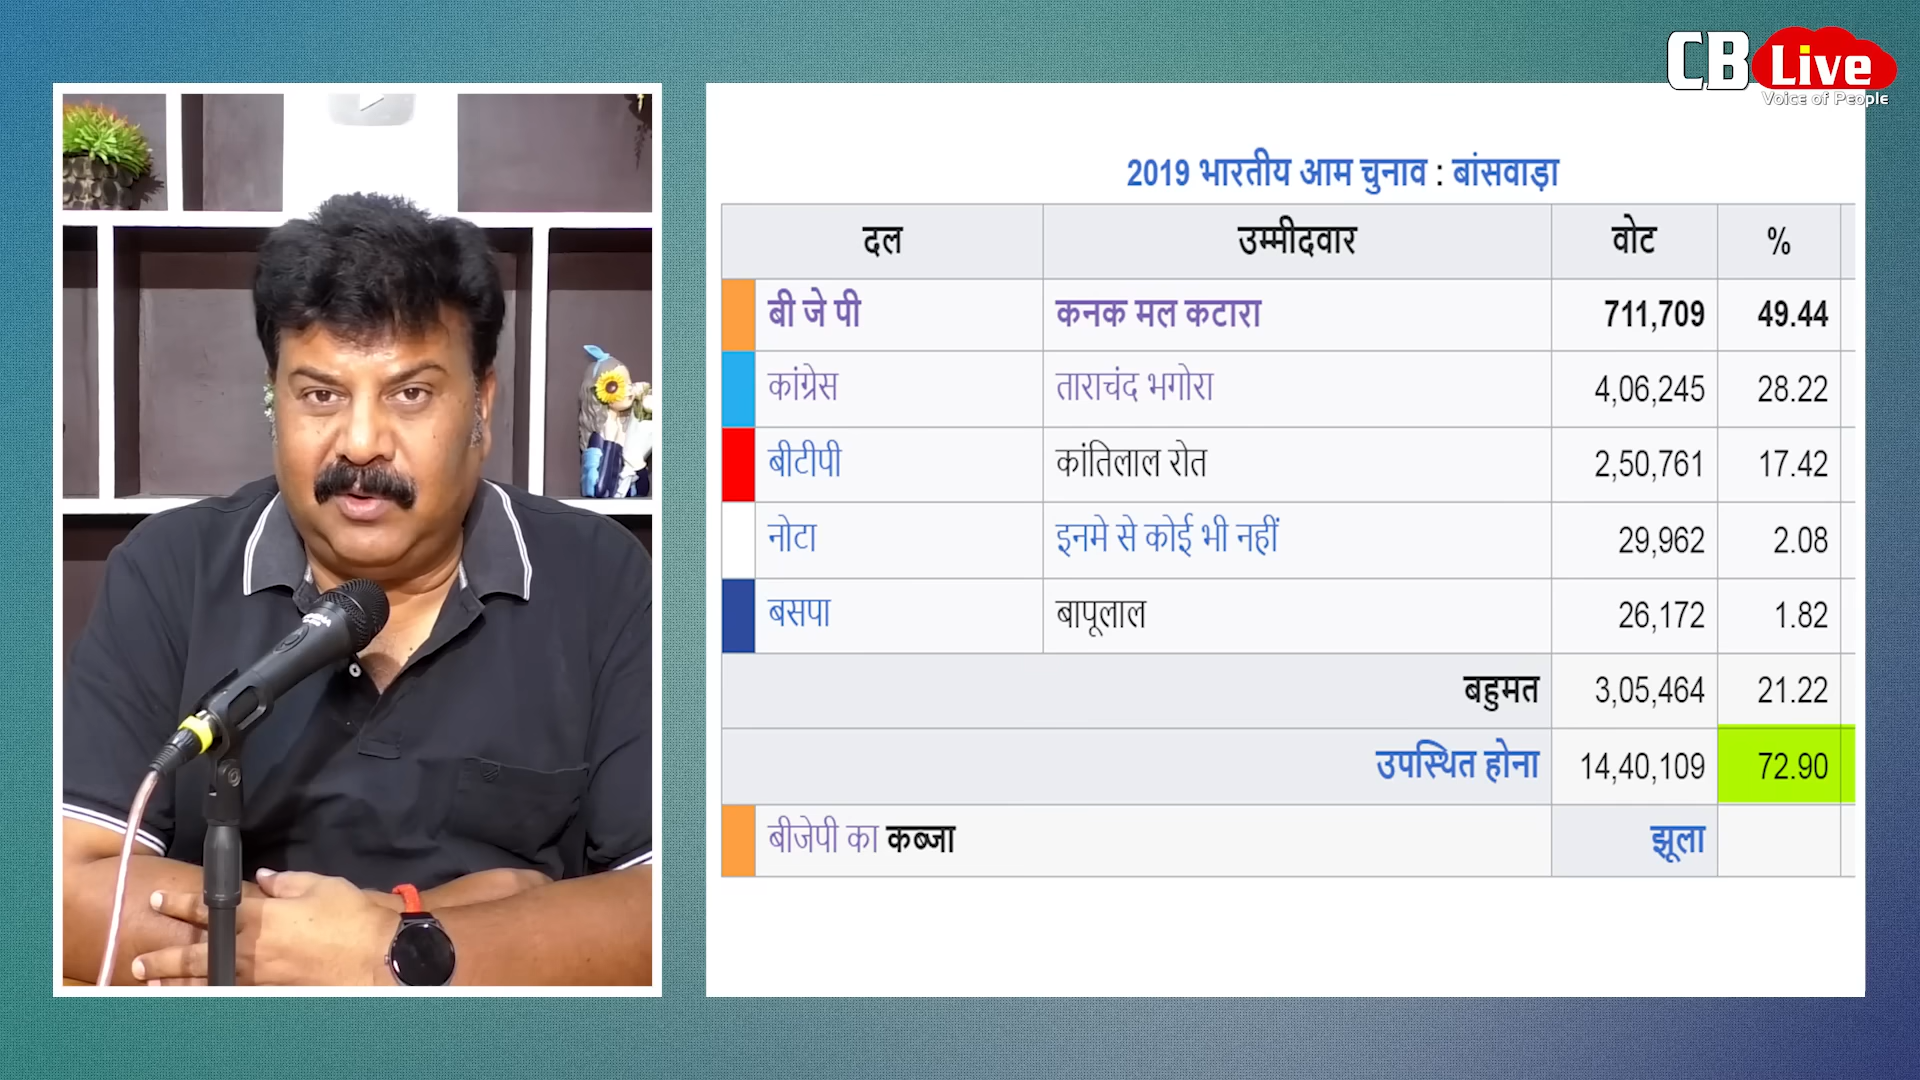 CB Live
Voice of People
2019 भारतीय आम चुनाव : बांसवाड़ा
दल उम्मीदवार वोट %
बी जे पी कनक मल कटारा 711,709 49.44
कांग्रेस ताराचंद भगोरा 4,06,245 28.22
बीटीपी कांतिलाल रोत 2,50,761 17.42
नोटा इनमे से कोई भी नहीं 29,962 2.08
बसपा बापूलाल 26,172 1.82
बहुमत 3,05,464 21.22
उपस्थित होना 14,40,109 72.90
बीजेपी का कब्जा झूला